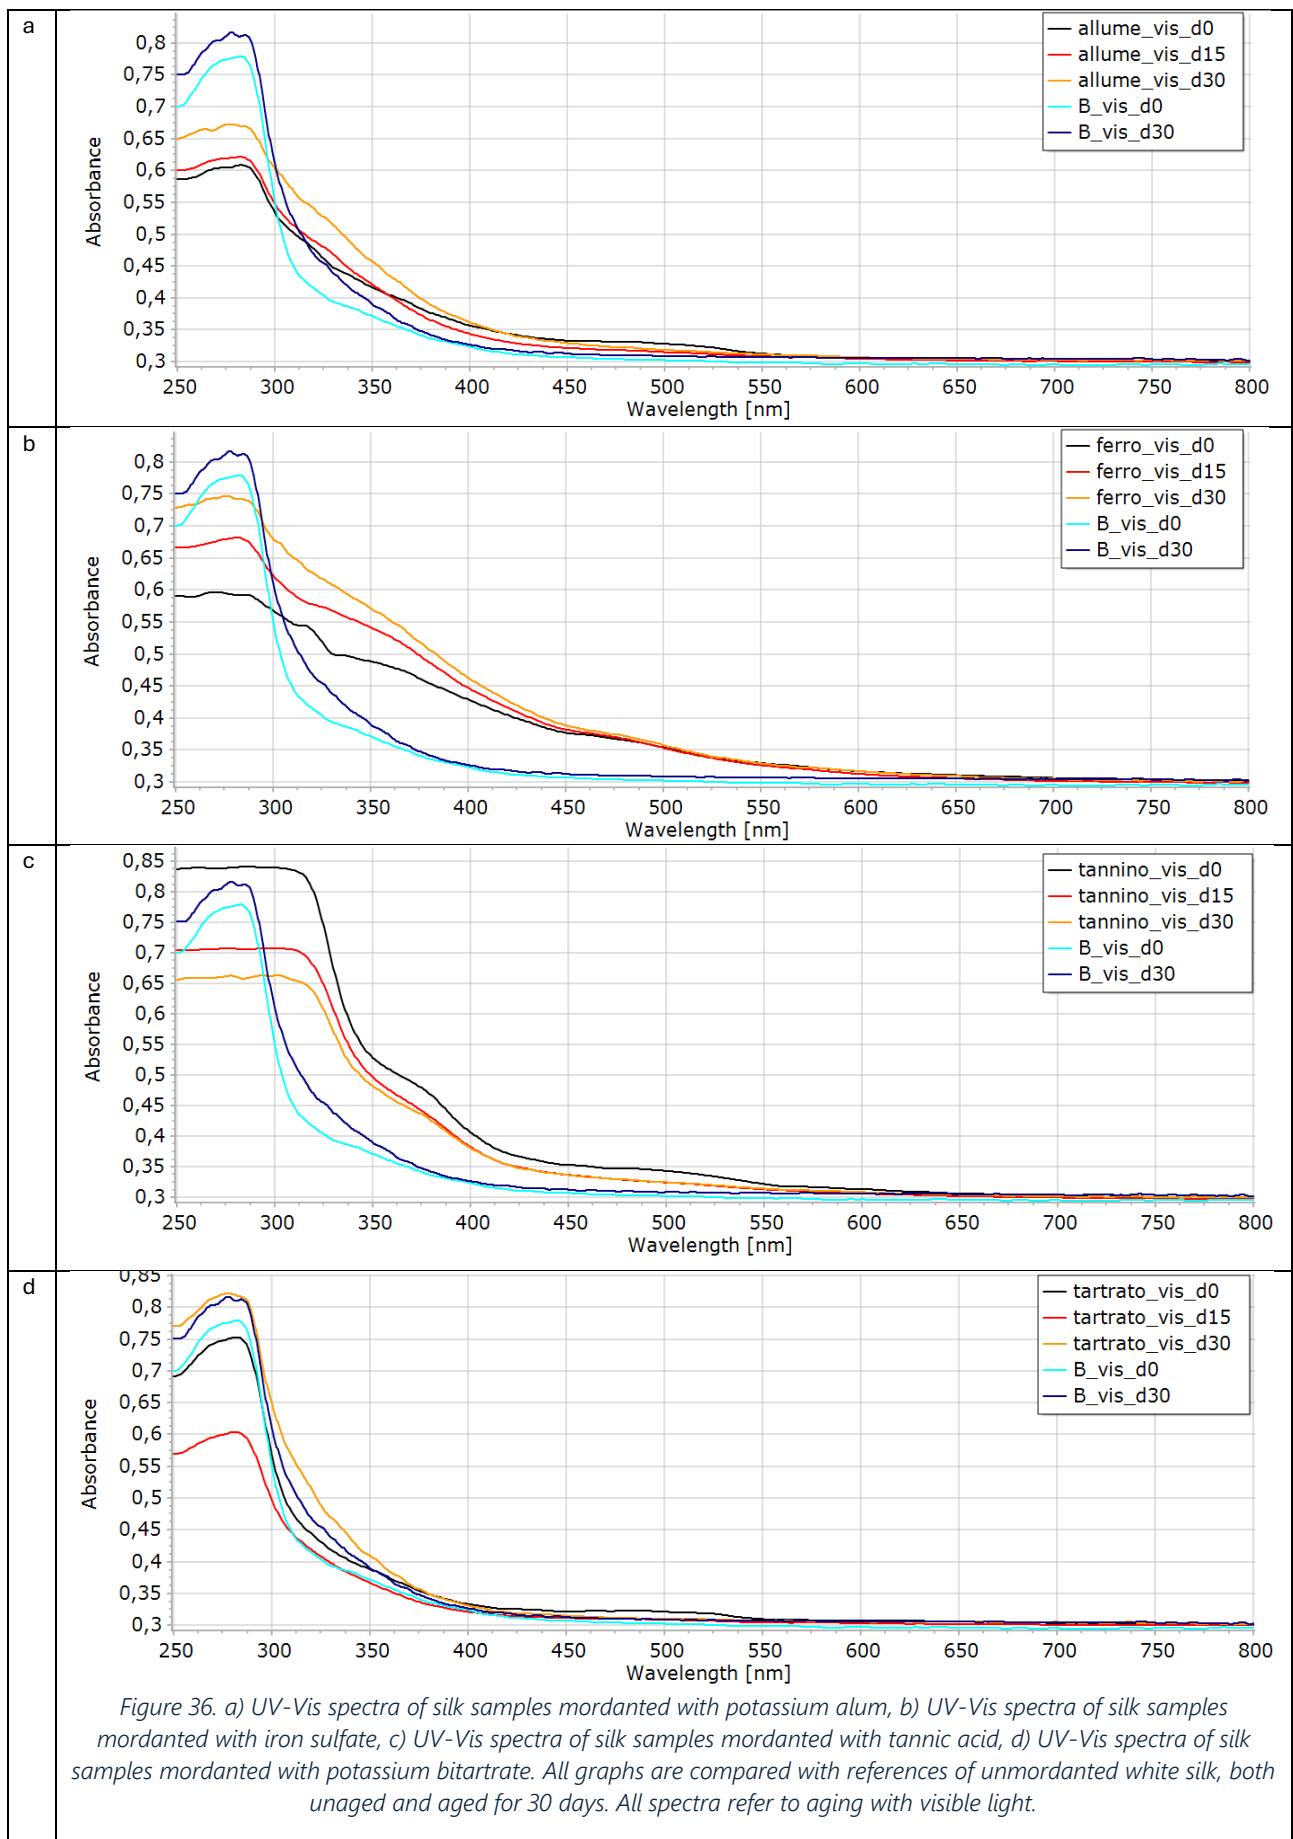 a
allume_vis_d0
allume_vis_d15
allume_vis_d30
B_vis_d0
B_vis_d30
Absorbance
0,8
0,75
0,7
0,65
0,6
0,55
0,5
0,45
0,4
0,35
0,3
250 300 350 400 450 500 550 600 650 700 750 800
Wavelength [nm]
b
ferro_vis_d0
ferro_vis_d15
ferro_vis_d30
B_vis_d0
B_vis_d30
Absorbance
0,8
0,75
0,7
0,65
0,6
0,55
0,5
0,45
0,4
0,35
0,3
250 300 350 400 450 500 550 600 650 700 750 800
Wavelength [nm]
c
tannino_vis_d0
tannino_vis_d15
tannino_vis_d30
B_vis_d0
B_vis_d30
Absorbance
0,85
0,8
0,75
0,7
0,65
0,6
0,55
0,5
0,45
0,4
0,35
0,3
250 300 350 400 450 500 550 600 650 700 750 800
Wavelength [nm]
d
tartrato_vis_d0
tartrato_vis_d15
tartrato_vis_d30
B_vis_d0
B_vis_d30
Absorbance
0,85
0,8
0,75
0,7
0,65
0,6
0,55
0,5
0,45
0,4
0,35
0,3
250 300 350 400 450 500 550 600 650 700 750 800
Wavelength [nm]
Figure 36. a) UV-Vis spectra of silk samples mordanted with potassium alum, b) UV-Vis spectra of silk samples
mordanted with iron sulfate, c) UV-Vis spectra of silk samples mordanted with tannic acid, d) UV-Vis spectra of silk
samples mordanted with potassium bitartrate. All graphs are compared with references of unmordanted white silk, both
unaged and aged for 30 days. All spectra refer to aging with visible light.